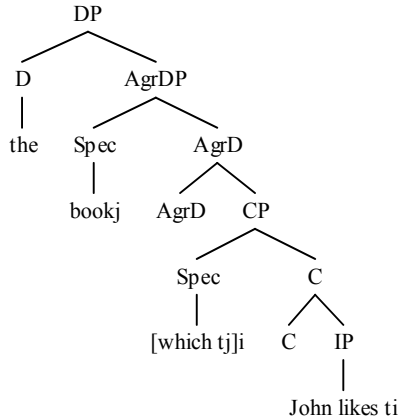 DP
D AgrDP
the Spec AgrD
bookj AgrD CP
Spec C
[which tj]i C IP
John likes ti